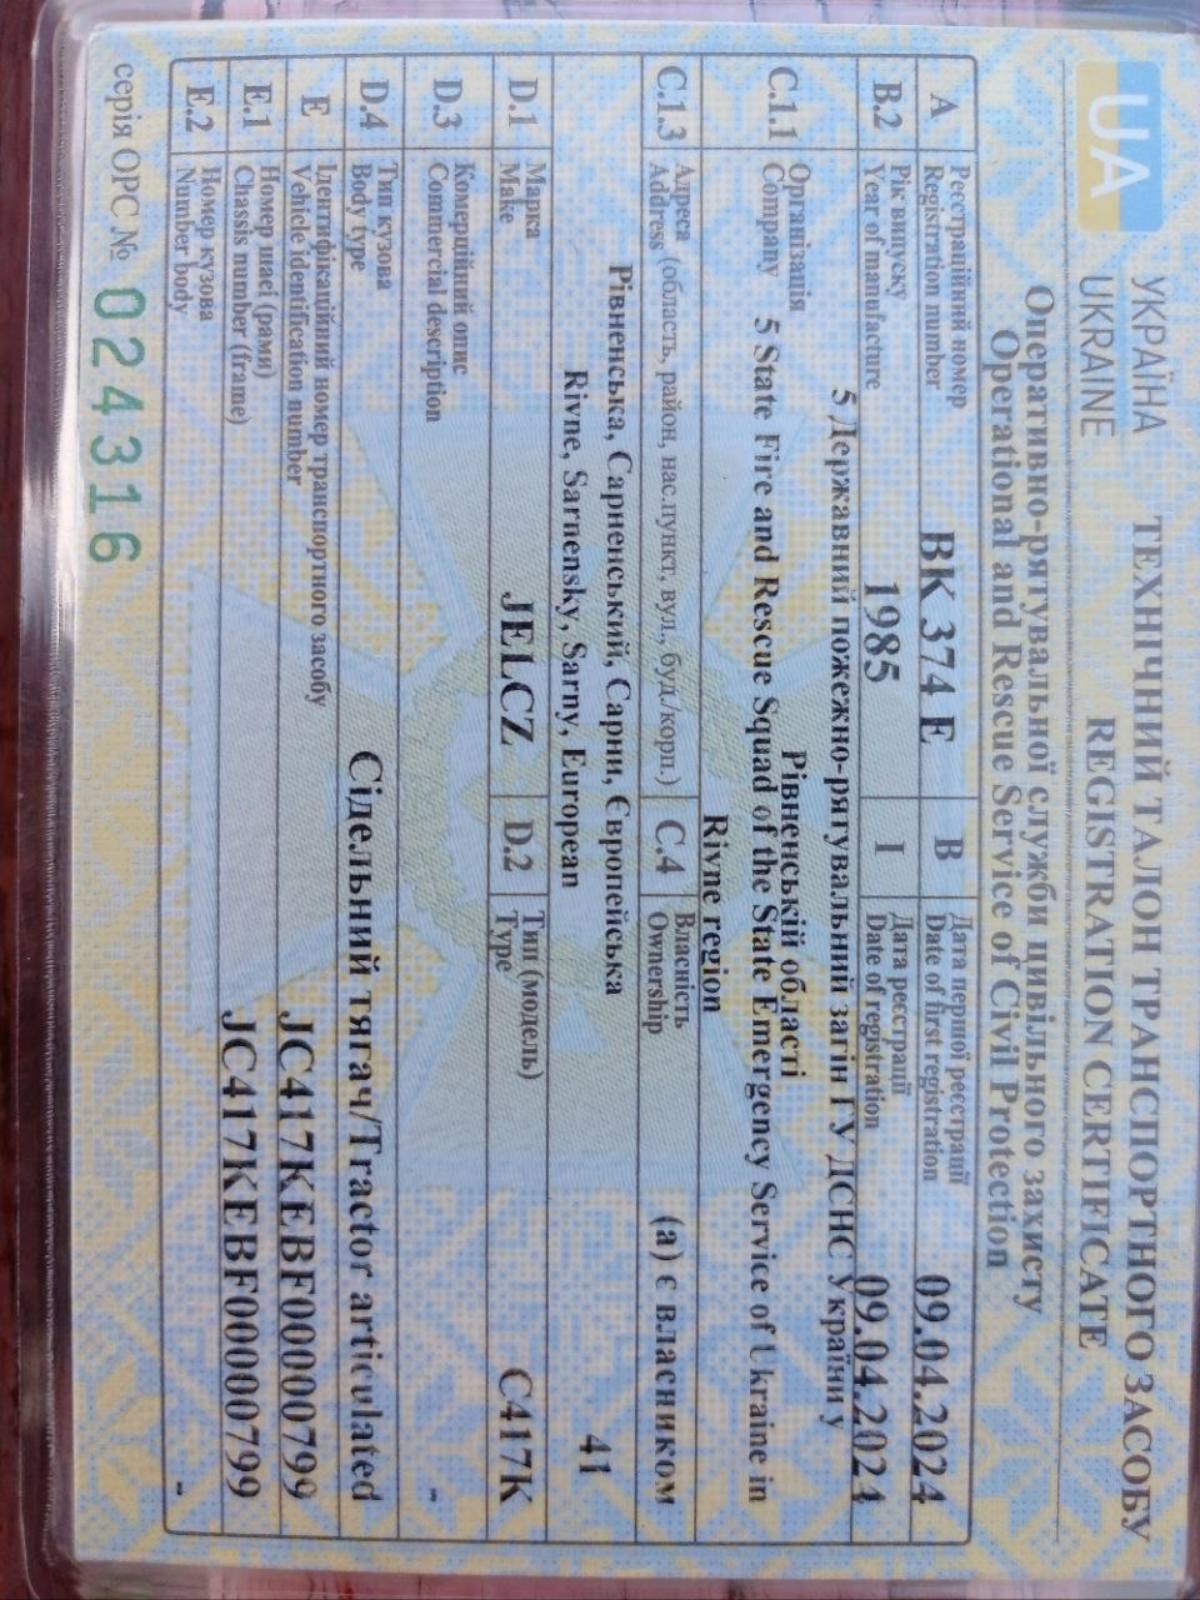 UA
УКРАЇНА ТЕХНІЧНИЙ ТАЛОН ТРАНСПОРТНОГО ЗАСОБУ
UKRAINE REGISTRATION CERTIFICATE
Оперативно-рятувальної служби цивільного захисту
Operational and Rescue Service of Civil Protection
A Реєстраційний номер BK 374 E B Дата першої реєстрації 09.04.2024
Registration number Date of first registration
B.2 Рік випуску 1985 I Дата реєстрації 09.04.2024
Year of manufacture Date of registration
5 Державний пожежно-рятувальний загін ГУ ДСНС України у
C.1.1 Організація Рівненській області
Company 5 State Fire and Rescue Squad of the State Emergency Service of Ukraine in
Rivne region
C.1.3 Адреса (область, район, нас.пункт, вул., буд./корп.) C.4 Власність (а) є власником
Address Ownership
Рівненська, Сарненський, Сарни, Європейська 41
Rivne, Sarnensky, Sarny, European
D.1 Марка JELCZ D.2 Тип (модель) C417K
Make Type
D.3 Комерційний опис -
Commercial description
D.4 Тип кузова Сідельний тягач/Tractor articulated
Body type
E Ідентифікаційний номер транспортного засобу JC417KEBF00000799
Vehicle identification number
E.1 Номер шасі (рами) JC417KEBF00000799
Chassis number (frame)
E.2 Номер кузова -
Number body
серія ОРС № 024316